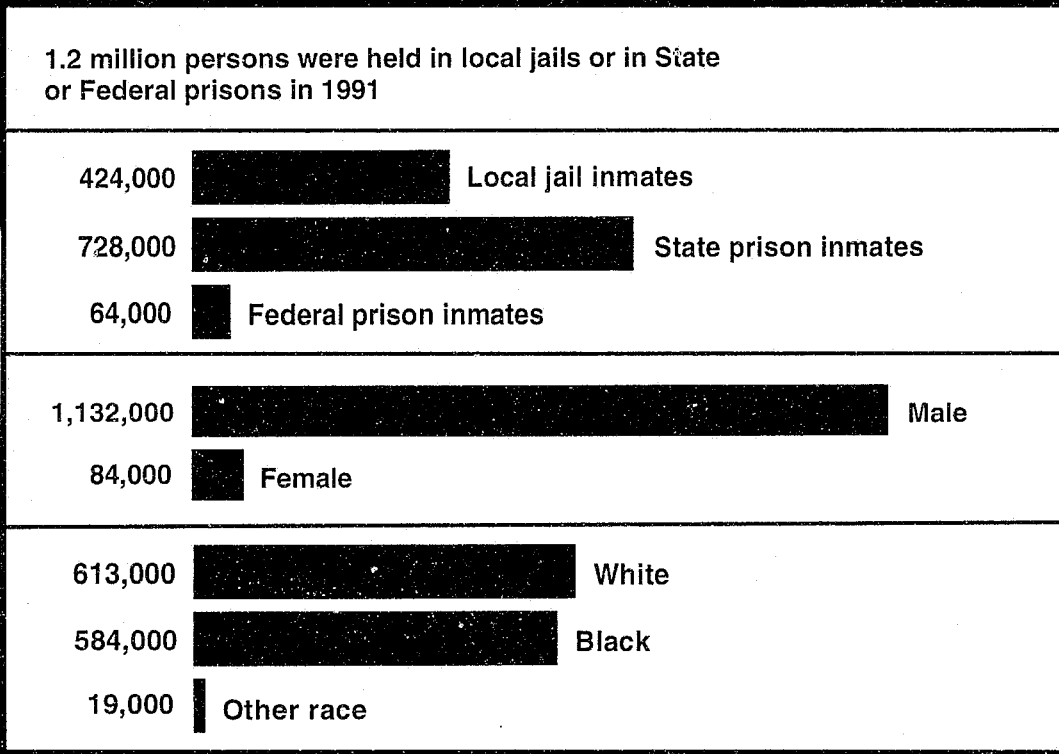 1.2 million persons were held in local jails or in State
or Federal prisons in 1991
424,000 Local jail inmates
728,000 State prison inmates
64,000 Federal prison inmates
1,132,000 Male
84,000 Female
613,000 White
584,000 Black
19,000 Other race